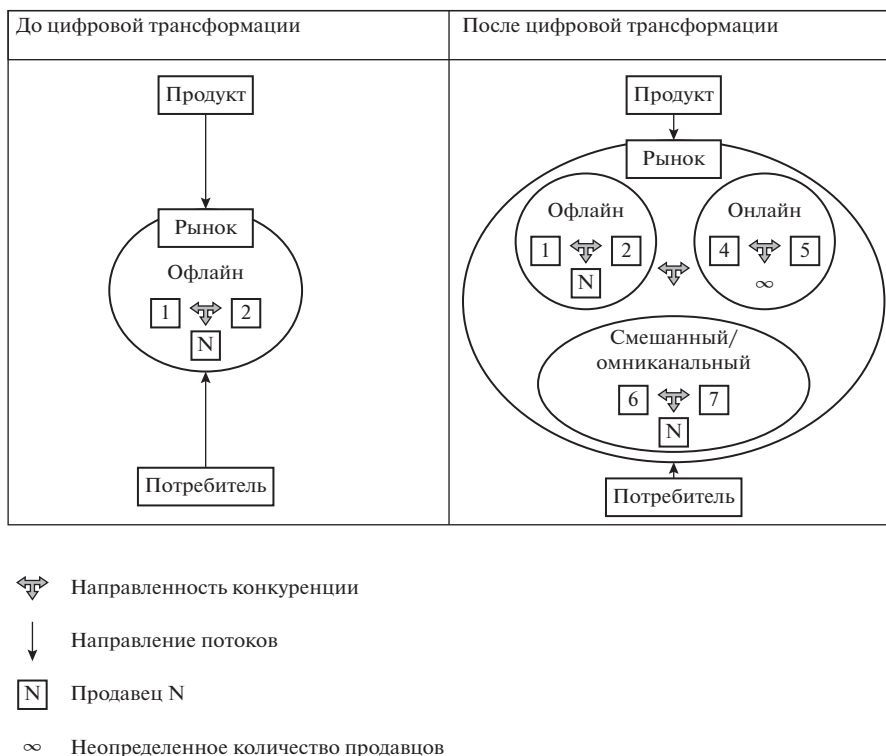 До цифровой трансформации
После цифровой трансформации
Продукт
Рынок
Офлайн
1 2
N
Потребитель
Продукт
Рынок
Офлайн
1 2
N
Онлайн
4 5
∞
Смешанный/
омниканальный
6 7
N
Потребитель
Направленность конкуренции
Направление потоков
N Продавец N
∞ Неопределенное количество продавцов